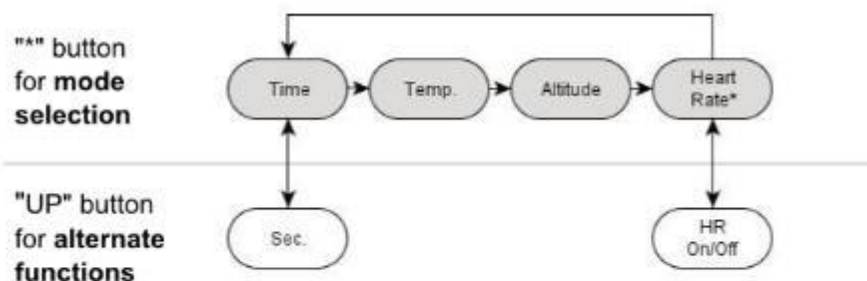 "*" button
for mode
selection
Time
Temp.
Altitude
Heart
Rate*
"UP" button
for alternate
functions
Sec.
HR
On/Off